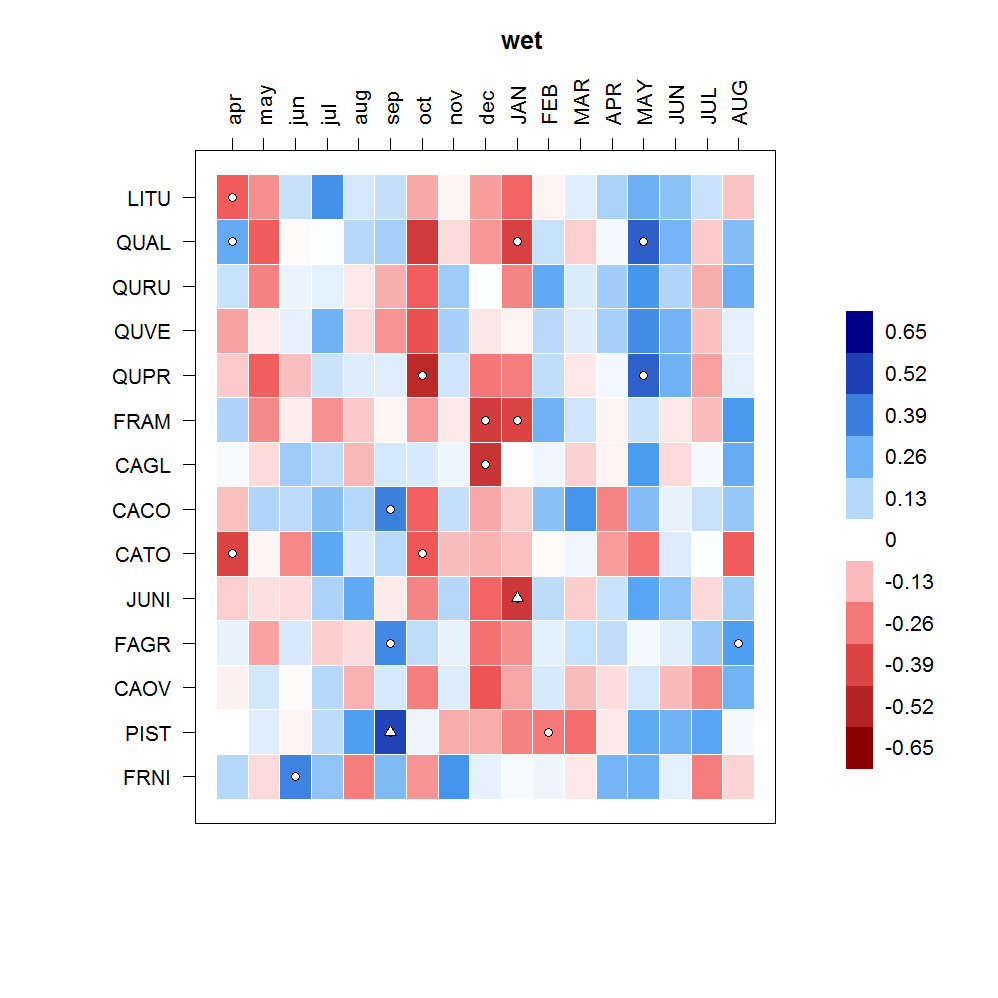 wet
apr may jun jul aug sep oct nov dec JAN FEB MAR APR MAY JUN JUL AUG
LITU
QUAL
QURU
QUVE
QUPR
FRAM
CAGL
CACO
CATO
JUNI
FAGR
CAOV
PIST
FRNI
0.65
0.52
0.39
0.26
0.13
0
-0.13
-0.26
-0.39
-0.52
-0.65